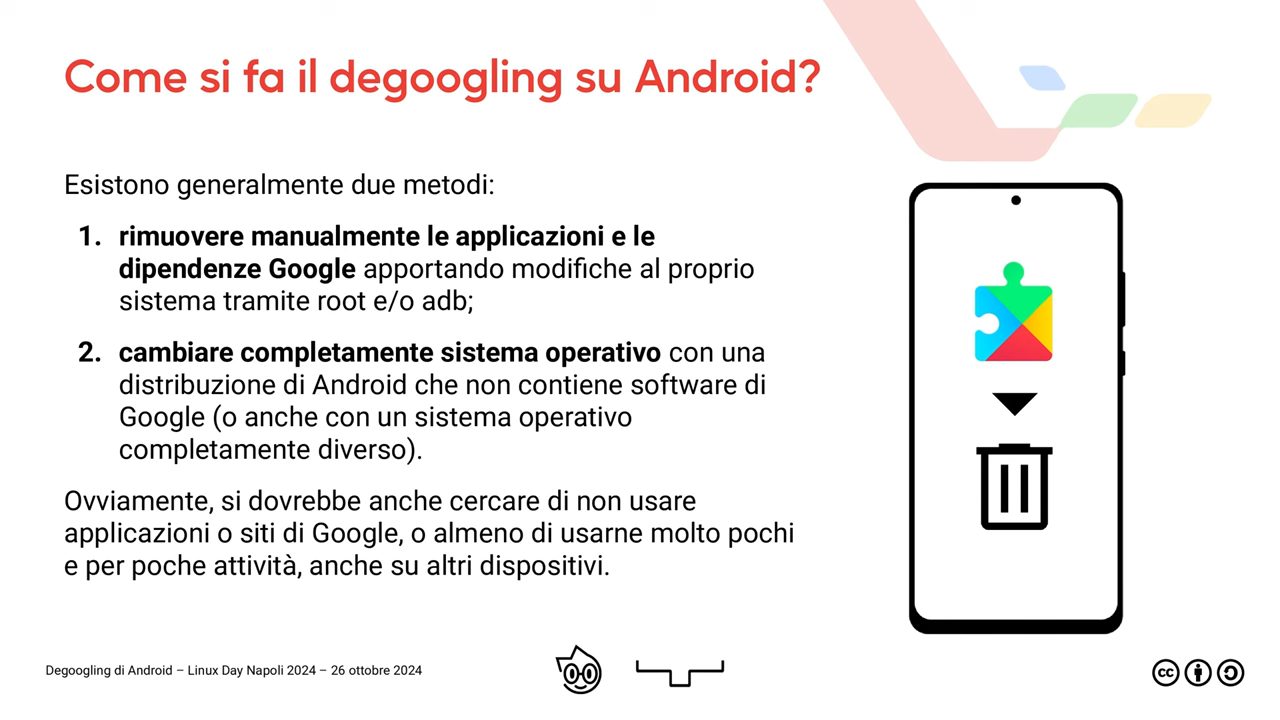 Come si fa il degoogling su Android?
Esistono generalmente due metodi:
1. rimuovere manualmente le applicazioni e le
dipendenze Google apportando modifiche al proprio
sistema tramite root e/o adb;
2. cambiare completamente sistema operativo con una
distribuzione di Android che non contiene software di
Google (o anche con un sistema operativo
completamente diverso).
Ovviamente, si dovrebbe anche cercare di non usare
applicazioni o siti di Google, o almeno di usarne molto pochi
e per poche attività, anche su altri dispositivi.
Degoogling di Android – Linux Day Napoli 2024 – 26 ottobre 2024
cc